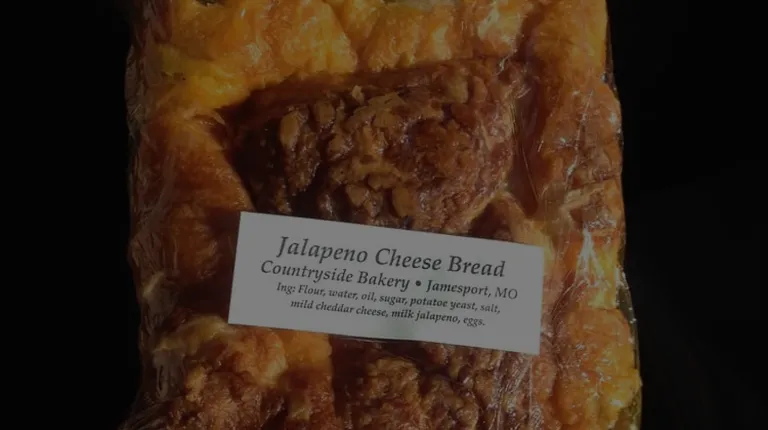 Jalapeno Cheese Bread
Countryside Bakery • Jamesport, MO
Ing: Flour, water, oil, sugar, potatoe yeast, salt,
mild cheddar cheese, milk jalapeno, eggs.